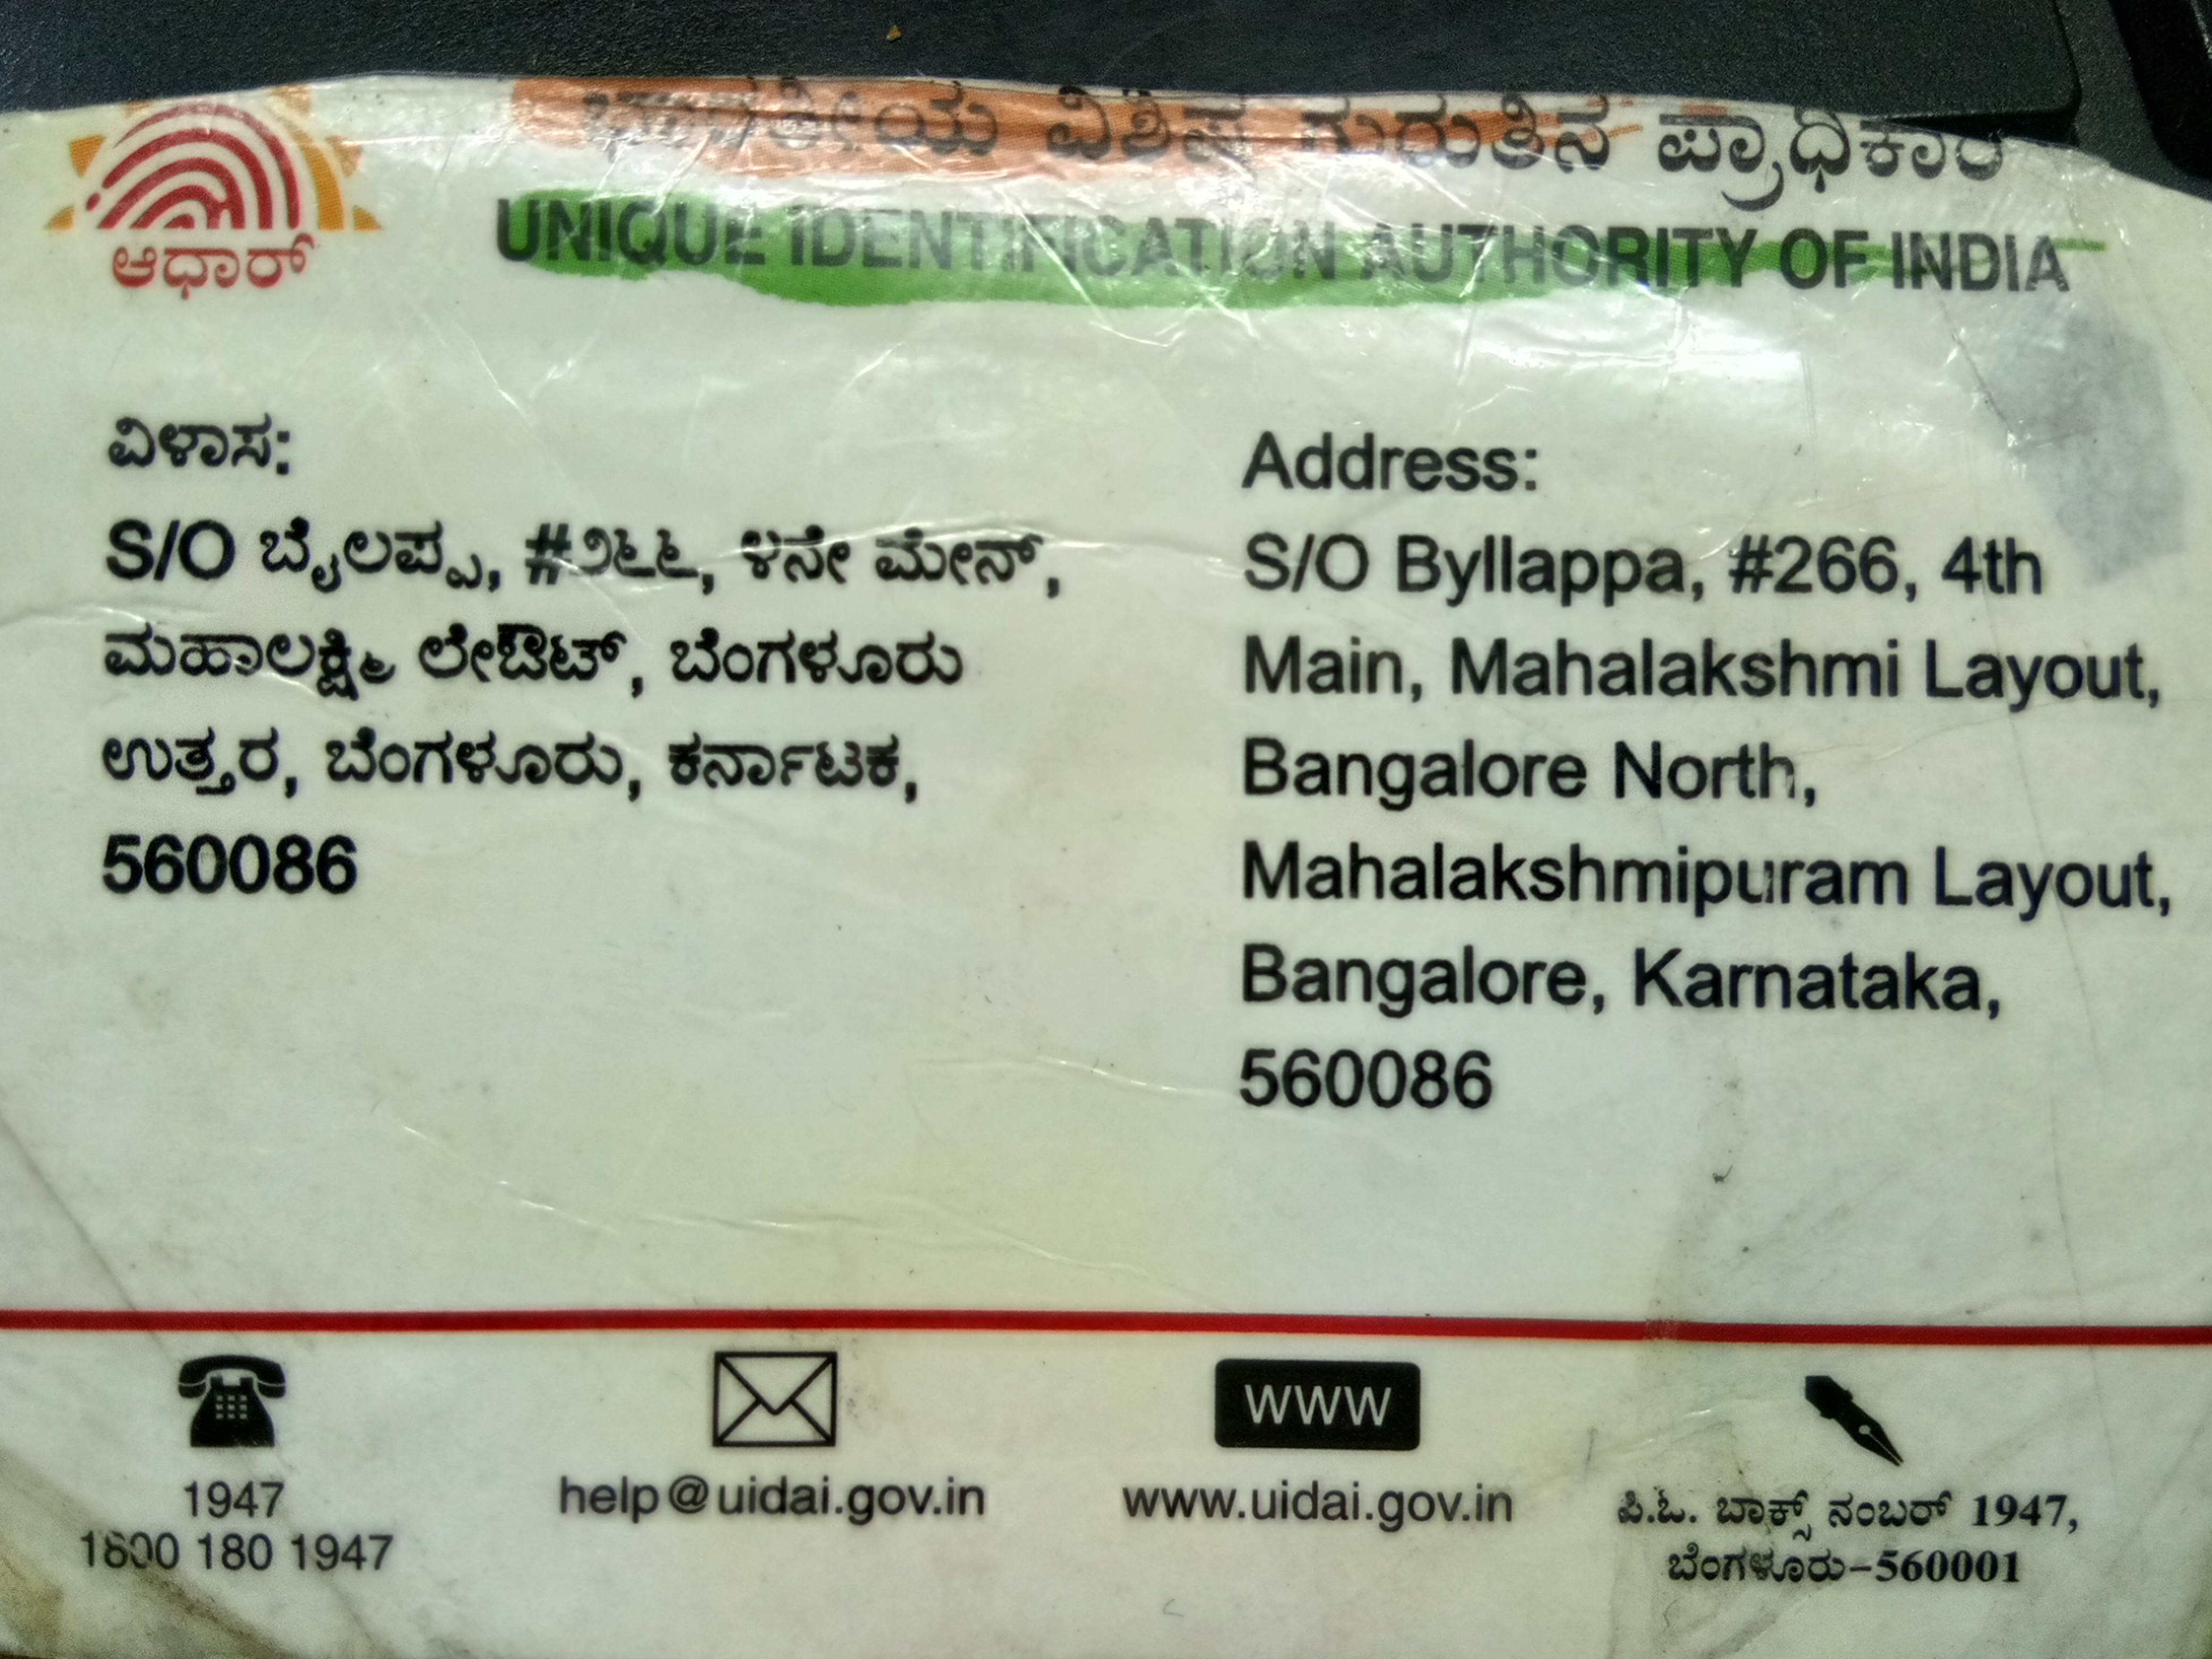 ಭಾರತೀಯ ವಿಶಿಷ್ಟ ಗುರುತಿನ ಪ್ರಾಧಿಕಾರ
UNIQUE IDENTIFICATION AUTHORITY OF INDIA
ಆಧಾರ್
ವಿಳಾಸ:
S/O ಬೈಲಪ್ಪ, #೨೬೬, ೪ನೇ ಮೇನ್,
ಮಹಾಲಕ್ಷ್ಮಿ ಲೇಔಟ್, ಬೆಂಗಳೂರು
ಉತ್ತರ, ಬೆಂಗಳೂರು, ಕರ್ನಾಟಕ,
560086
Address:
S/O Byllappa, #266, 4th
Main, Mahalakshmi Layout,
Bangalore North,
Mahalakshmipuram Layout,
Bangalore, Karnataka,
560086
1947
1800 180 1947
help@uidai.gov.in
www
www.uidai.gov.in
ಪಿ.ಓ. ಬಾಕ್ಸ್ ನಂಬರ್ 1947,
ಬೆಂಗಳೂರು-560001